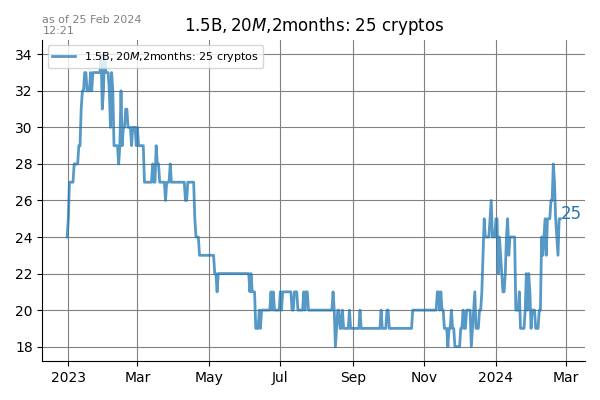 as of 25 Feb 2024
12:21
1.5B, 20M,2months: 25 cryptos
1.5B, 20M,2months: 25 cryptos
34
32
30
28
26
24
22
20
18
25
2023
Mar
May
Jul
Sep
Nov
2024
Mar